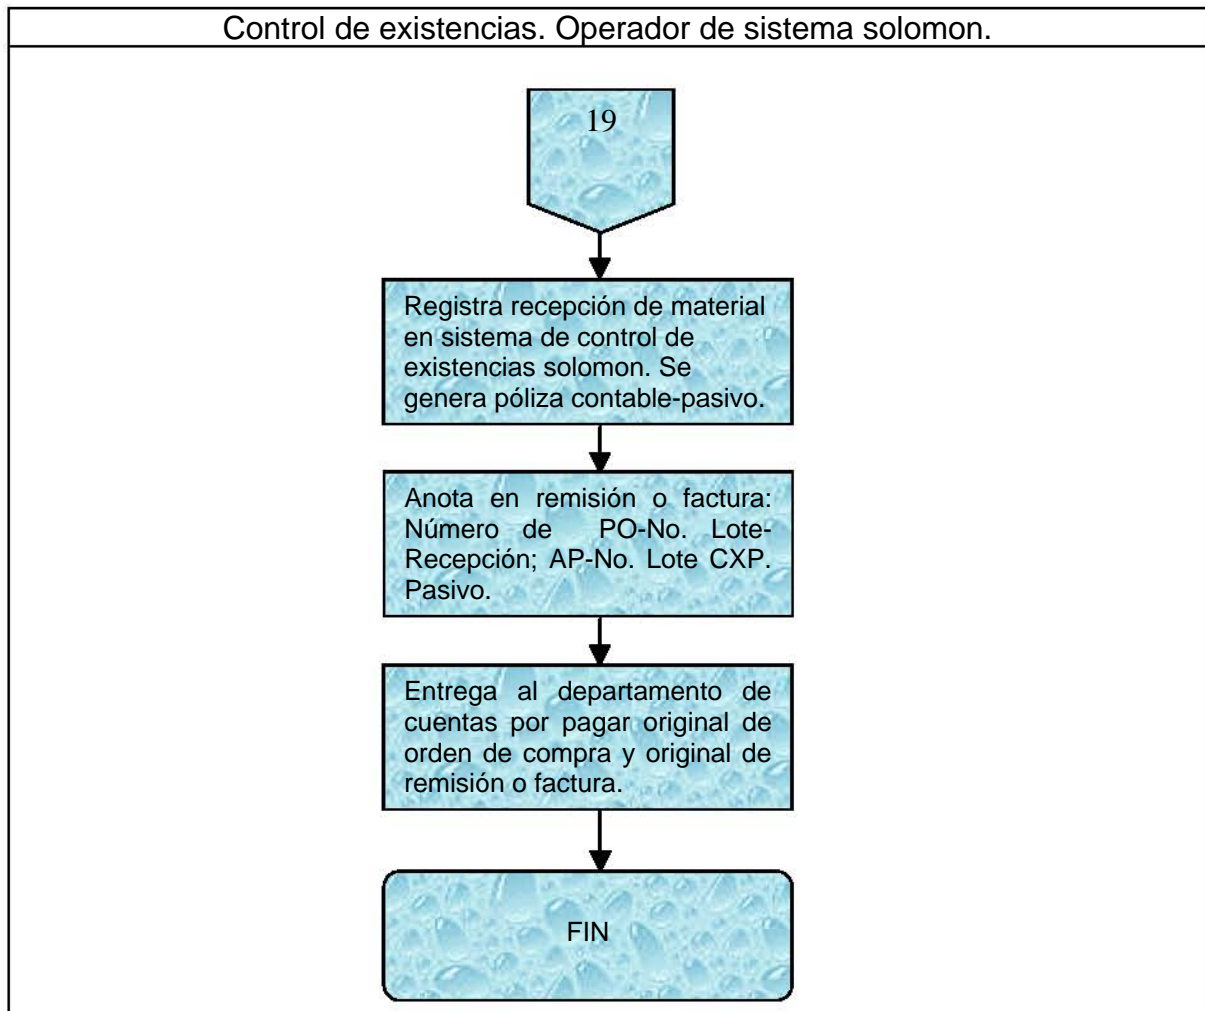 Control de existencias. Operador de sistema solomon.
19
Registra recepción de material
en sistema de control de
existencias solomon. Se
genera póliza contable-pasivo.
Anota en remisión o factura:
Número de PO-No. Lote-
Recepción; AP-No. Lote CXP.
Pasivo.
Entrega al departamento de
cuentas por pagar original de
orden de compra y original de
remisión o factura.
FIN